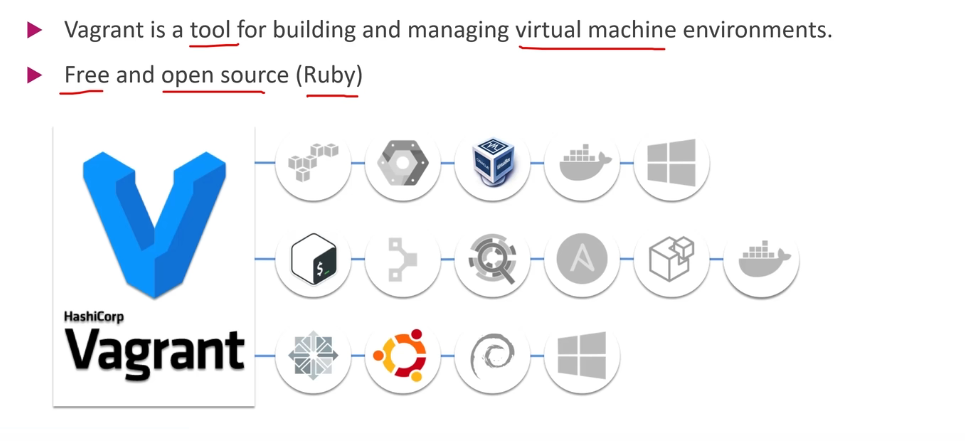 Vagrant is a tool for building and managing virtual machine environments.
Free and open source (Ruby)
HashiCorp
Vagrant